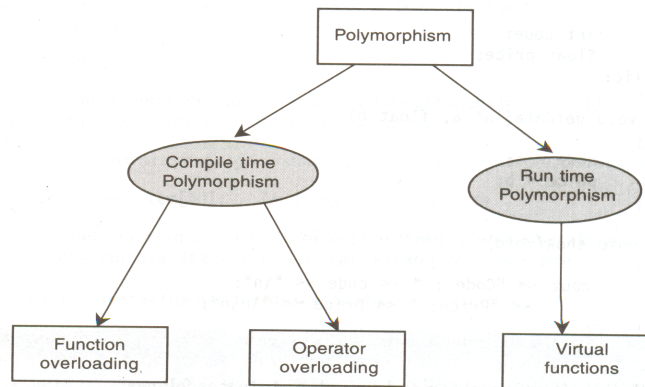 Polymorphism
Compile time
Polymorphism
Run time
Polymorphism
Function
overloading
Operator
overloading
Virtual
functions